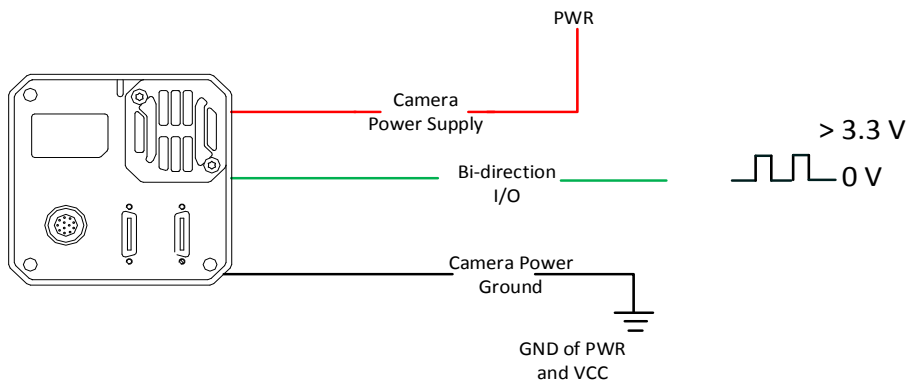 PWR
Camera
Power Supply
> 3.3 V
Bi-direction
I/O
0 V
Camera Power
Ground
GND of PWR
and VCC